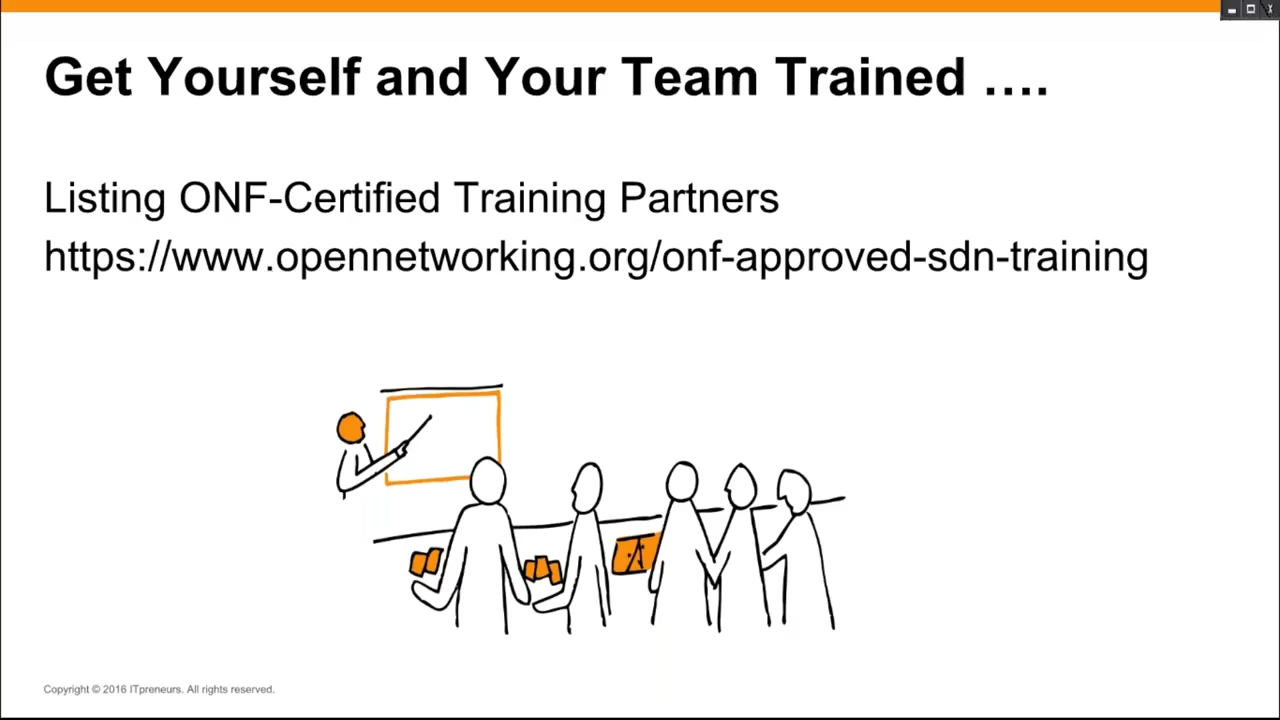 Get Yourself and Your Team Trained ….
Listing ONF-Certified Training Partners
https://www.opennetworking.org/onf-approved-sdn-training
Copyright © 2016 ITpreneurs. All rights reserved.